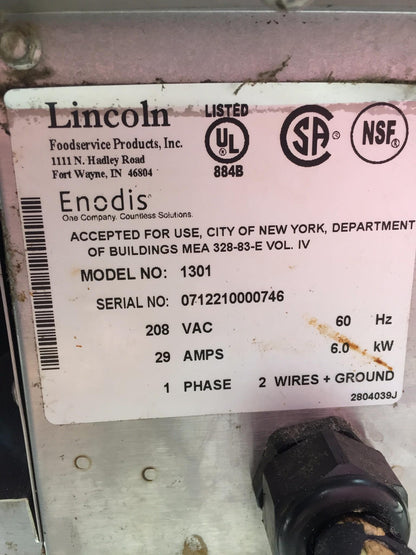 Lincoln
Foodservice Products, Inc.
1111 N. Hadley Road
Fort Wayne, IN 46804
LISTED
UL
884B
SA
NSF
Enodis
One Company. Countless Solutions.
ACCEPTED FOR USE, CITY OF NEW YORK, DEPARTMENT
OF BUILDINGS MEA 328-83-E VOL. IV
MODEL NO: 1301
SERIAL NO: 0712210000746
208 VAC 60 Hz
29 AMPS 6.0 kW
1 PHASE 2 WIRES + GROUND
2804039J